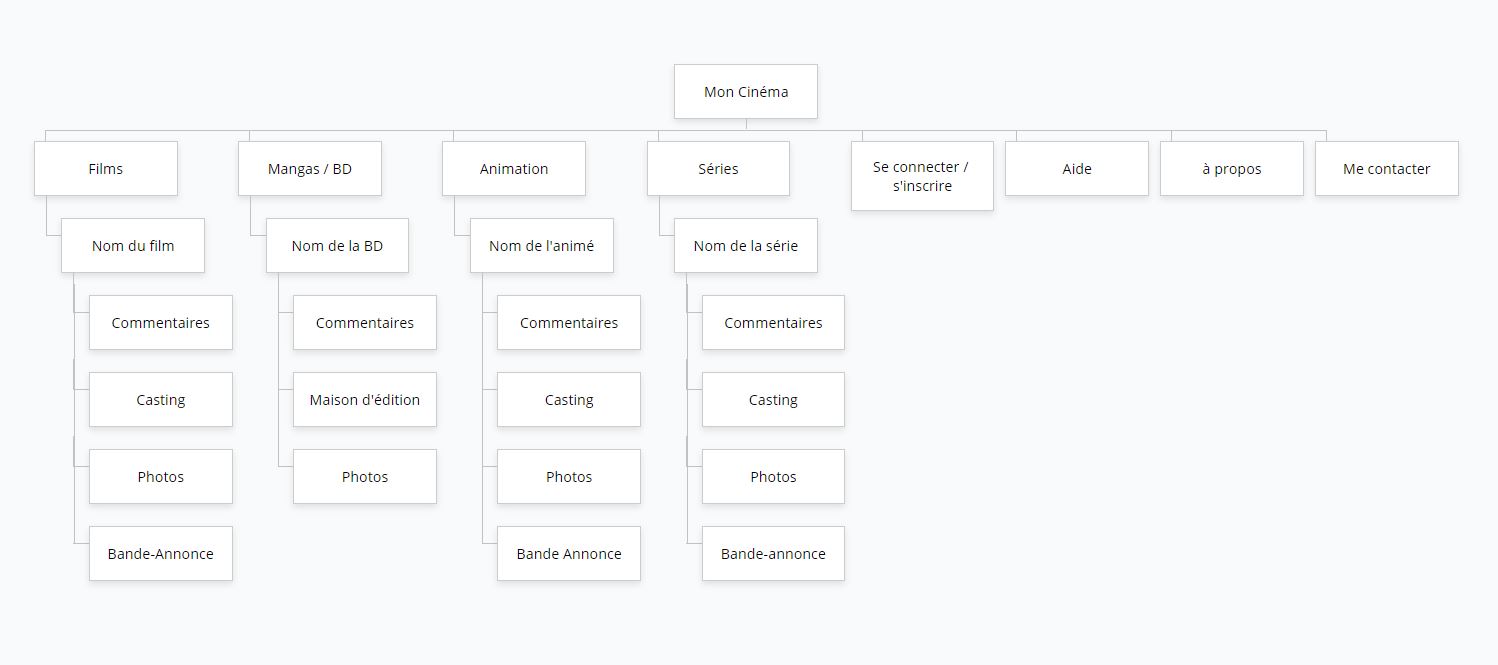 Mon Cinéma
Films
Mangas / BD
Animation
Séries
Se connecter /
s'inscrire
Aide
à propos
Me contacter
Nom du film
Nom de la BD
Nom de l'animé
Nom de la série
Commentaires
Commentaires
Commentaires
Commentaires
Casting
Maison d'édition
Casting
Casting
Photos
Photos
Photos
Photos
Bande-Annonce
Bande Annonce
Bande-annonce